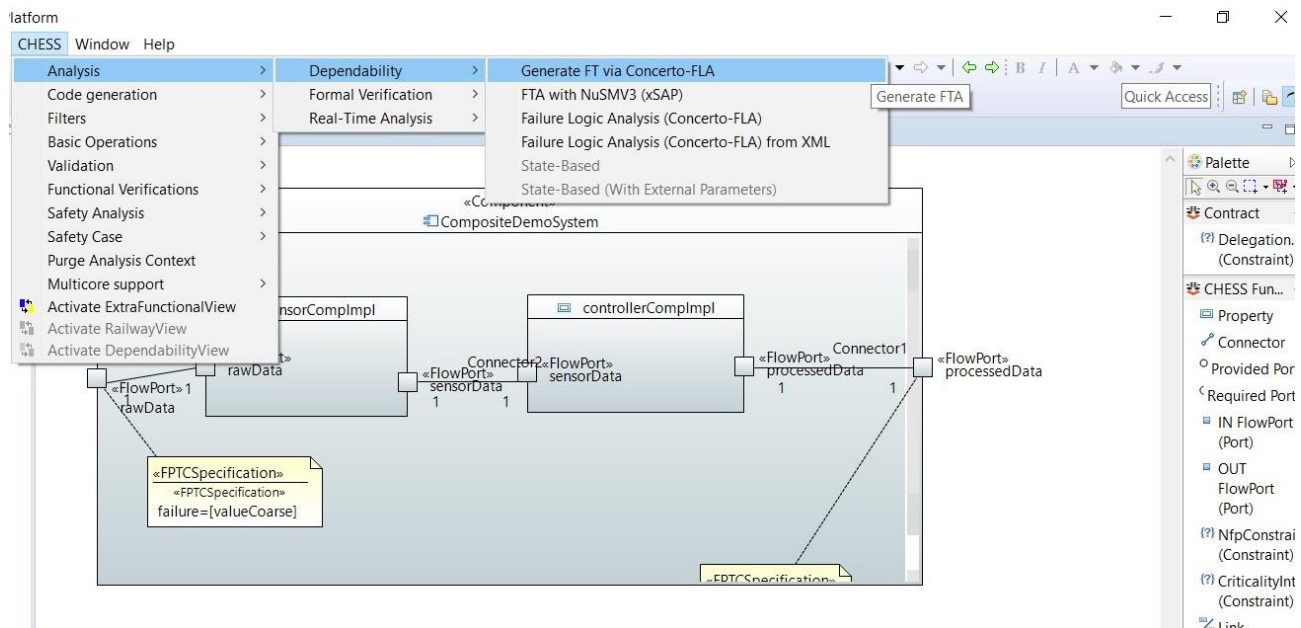 latform
CHESS Window Help
Analysis
Code generation
Filters
Basic Operations
Validation
Functional Verifications
Safety Analysis
Safety Case
Purge Analysis Context
Multicore support
Activate ExtraFunctionalView
Activate RailwayView
Activate DependabilityView
Dependability
Formal Verification
Real-Time Analysis
Generate FT via Concerto-FLA
FTA with NuSMV3 (xSAP)
Failure Logic Analysis (Concerto-FLA)
Failure Logic Analysis (Concerto-FLA) from XML
State-Based
State-Based (With External Parameters)
Generate FTA
B I A
Quick Access
«Component»
CompositeDemoSystem
nsorCompImpl
controllerCompImpl
t»
rawData
«FlowPort» 1
1
rawData
«FlowPort»
sensorData
1
Connector2
1
«FlowPort»
sensorData
«FlowPort»
processedData
1
Connector1
1
«FlowPort»
processedData
«FPTCSpecification»
«FPTCSpecification»
failure=[valueCoarse]
«FPTCSpecification»
Palette
Contract
Delegation...
(Constraint)
CHESS Fun...
Property
Connector
Provided Por
Required Port
IN FlowPort
(Port)
OUT
FlowPort
(Port)
NfpConstrai
(Constraint)
CriticalityInt
(Constraint)
Link